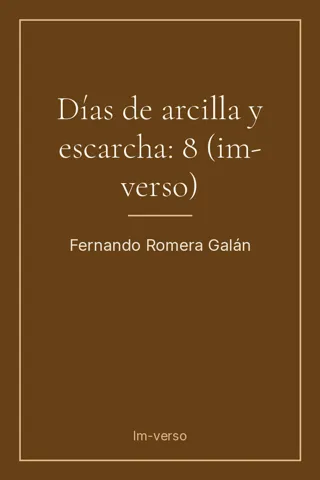 Días de arcilla y
escarcha: 8 (im-
verso)
Fernando Romera Galán
Im-verso